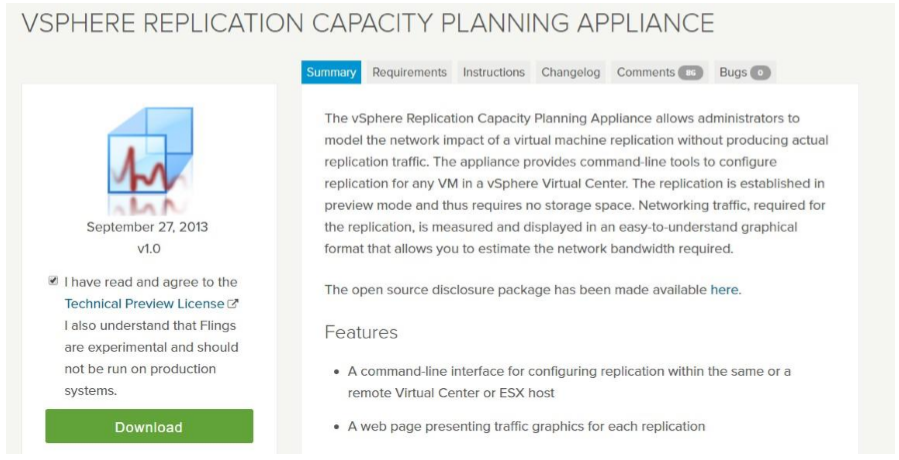 VSPHERE REPLICATION CAPACITY PLANNING APPLIANCE
Summary Requirements Instructions Changelog Comments 86 Bugs 0
September 27, 2013
v1.0
I have read and agree to the
Technical Preview License
I also understand that Flings
are experimental and should
not be run on production
systems.
Download
The vSphere Replication Capacity Planning Appliance allows administrators to
model the network impact of a virtual machine replication without producing actual
replication traffic. The appliance provides command-line tools to configure
replication for any VM in a vSphere Virtual Center. The replication is established in
preview mode and thus requires no storage space. Networking traffic, required for
the replication, is measured and displayed in an easy-to-understand graphical
format that allows you to estimate the network bandwidth required.
The open source disclosure package has been made available here.
Features
• A command-line interface for configuring replication within the same or a
remote Virtual Center or ESX host
• A web page presenting traffic graphics for each replication